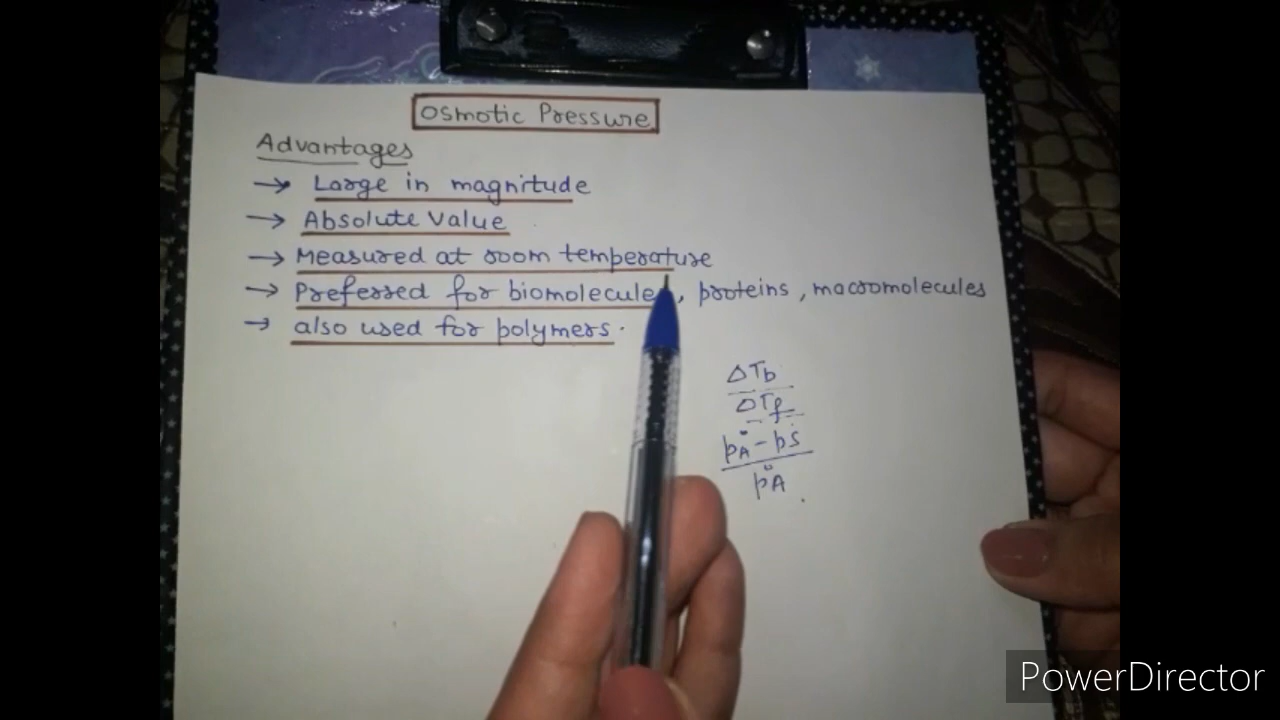 Osmotic Pressure
Advantages
→ Large in magnitude
→ Absolute Value
→ Measured at room temperature
→ Preferred for biomolecules, proteins, macromolecules
→ also used for polymers.
ΔTb
ΔTf
p°A - ps
p°A
PowerDirector